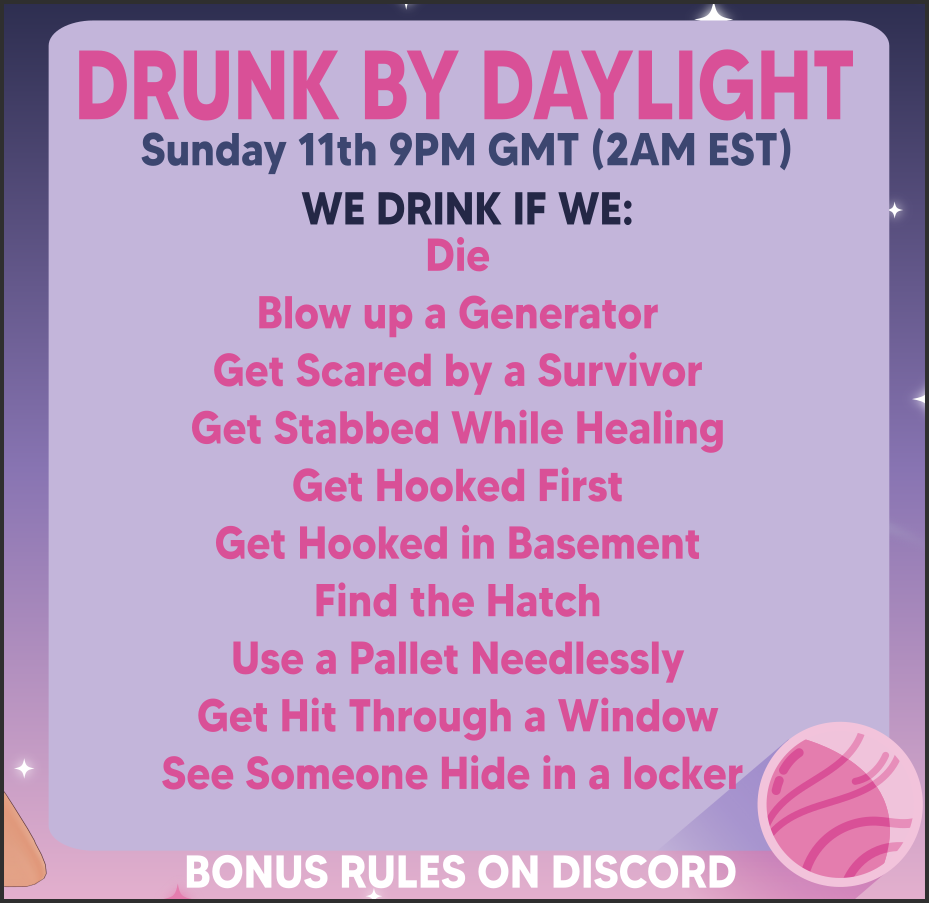 DRUNK BY DAYLIGHT
Sunday 11th 9PM GMT (2AM EST)
WE DRINK IF WE:
Die
Blow up a Generator
Get Scared by a Survivor
Get Stabbed While Healing
Get Hooked First
Get Hooked in Basement
Find the Hatch
Use a Pallet Needlessly
Get Hit Through a Window
See Someone Hide in a locker
BONUS RULES ON DISCORD